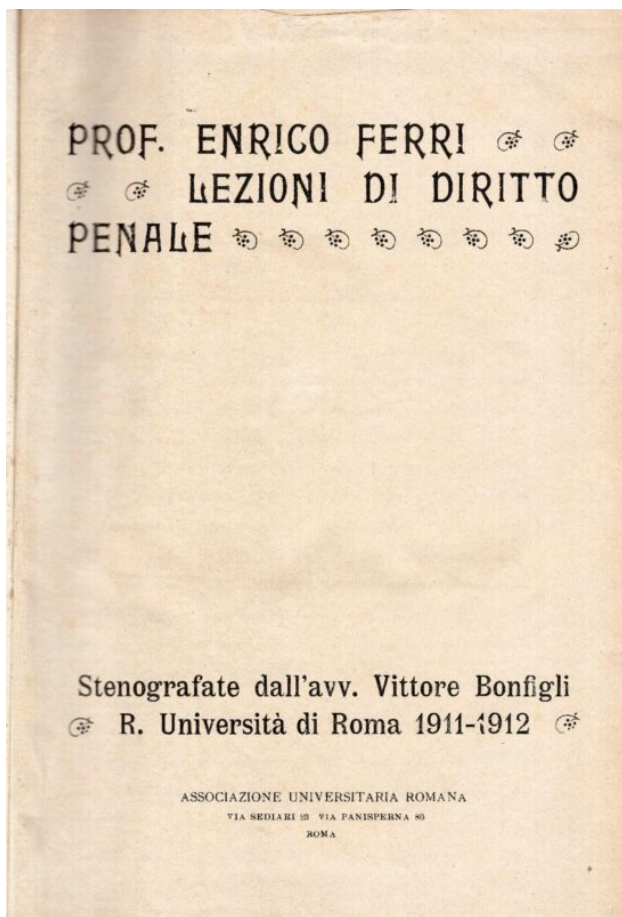 PROF. ENRICO FERRI
LEZIONI DI DIRITTO
PENALE
Stenografate dall'avv. Vittore Bonfigli
R. Università di Roma 1911-1912
ASSOCIAZIONE UNIVERSITARIA ROMANA
VIA SEDIARI 23 VIA PANISPERNA 80
ROMA